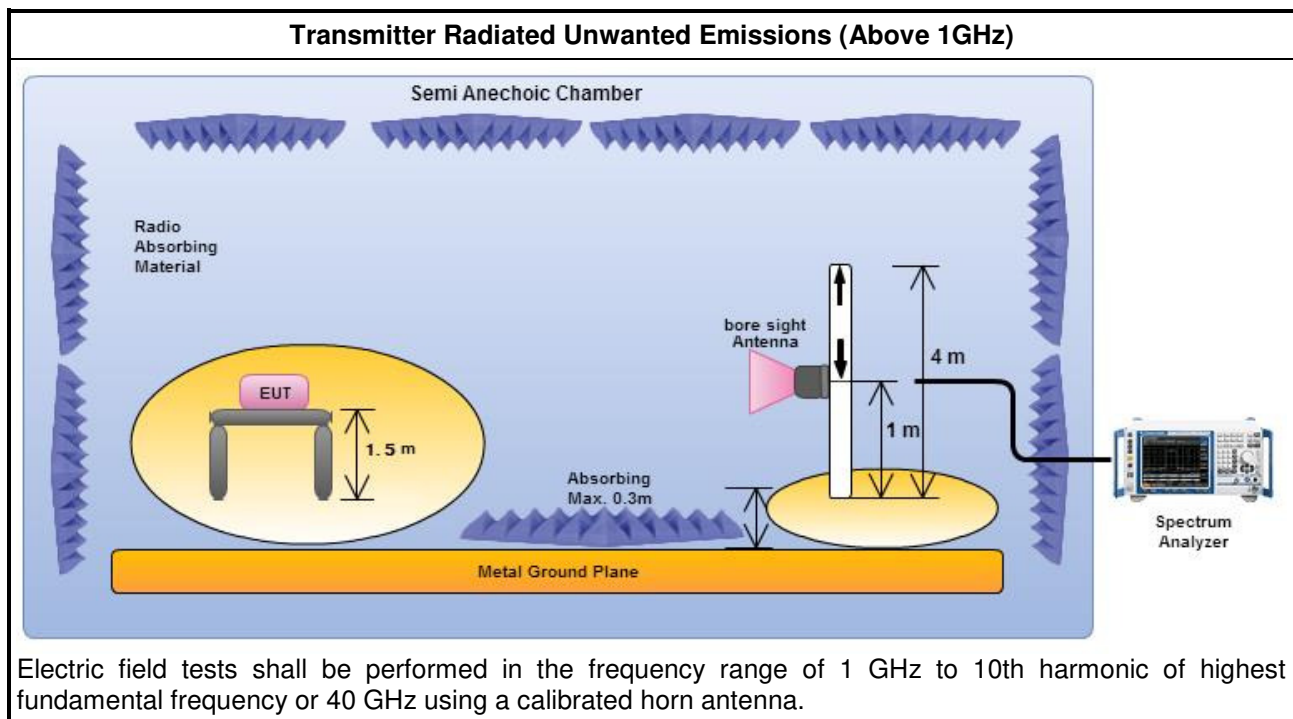 Transmitter Radiated Unwanted Emissions (Above 1GHz)
Semi Anechoic Chamber
Radio
Absorbing
Material
bore sight
Antenna
4 m
EUT
1 m
1. 5 m
Absorbing
Max. 0.3m
Spectrum
Analyzer
Metal Ground Plane
Electric field tests shall be performed in the frequency range of 1 GHz to 10th harmonic of highest
fundamental frequency or 40 GHz using a calibrated horn antenna.